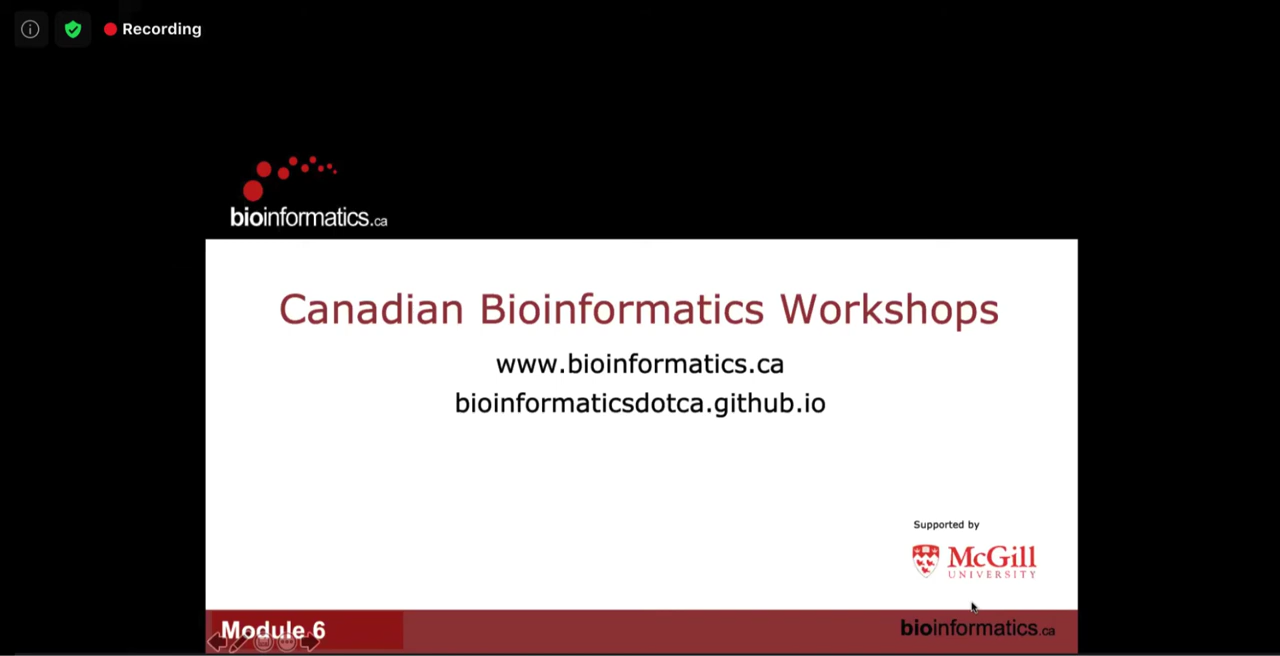 Recording
bioinformatics.ca
Canadian Bioinformatics Workshops
www.bioinformatics.ca
bioinformaticsdotca.github.io
Supported by
McGill
UNIVERSITY
Module 6
bioinformatics.ca